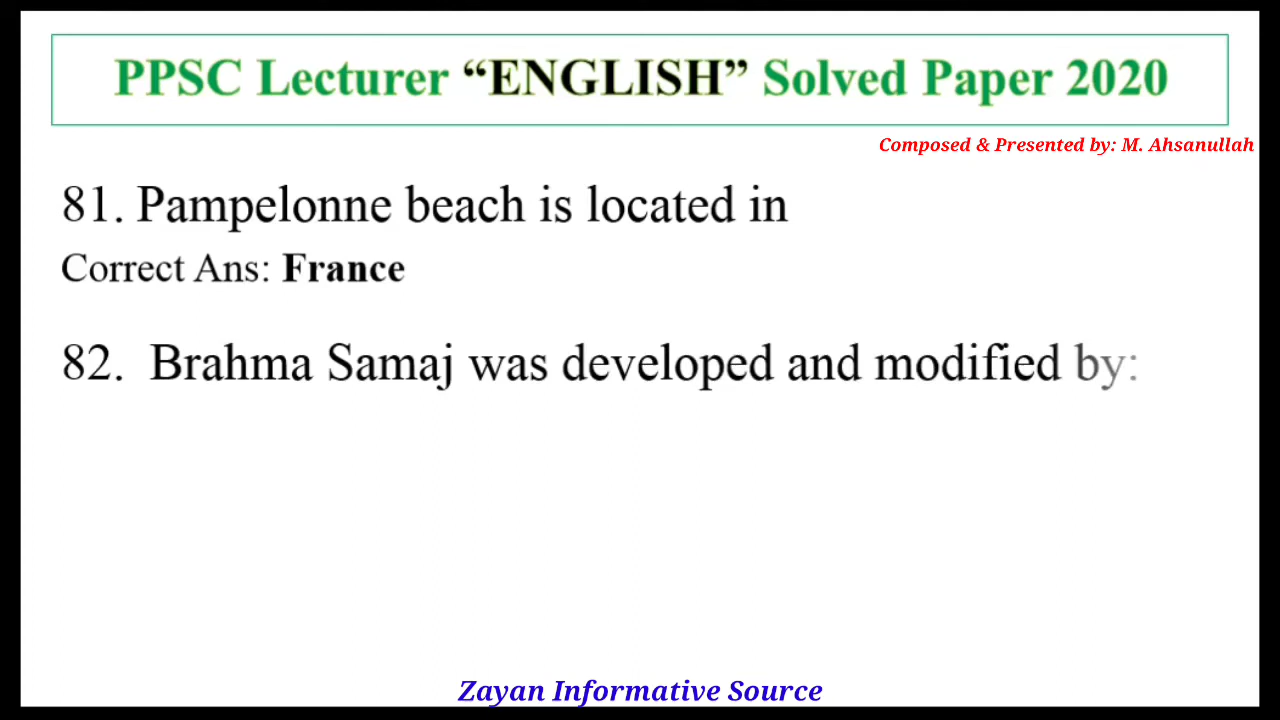 PPSC Lecturer “ENGLISH” Solved Paper 2020
Composed & Presented by: M. Ahsanullah
81. Pampelonne beach is located in
Correct Ans: France
82. Brahma Samaj was developed and modified by:
Zayan Informative Source